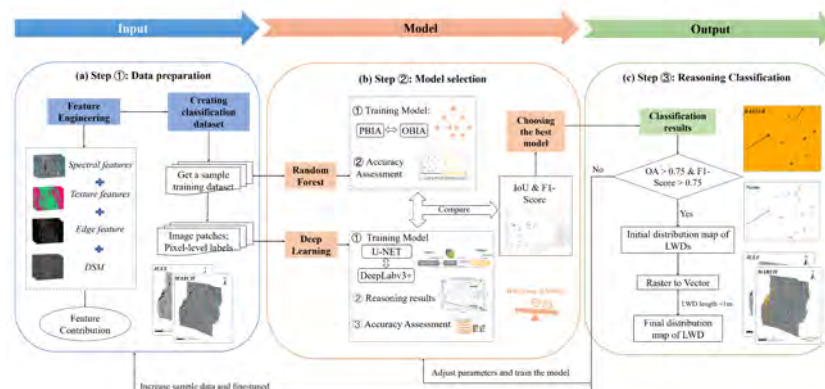 Input
Model
Output
(a) Step ①: Data preparation
Feature
Engineering
Creating
classification
dataset
Spectral features
Texture features
Edge feature
DSM
Feature
Contribution
Get a sample
training dataset
Image patches;
Pixel-level labels
JULY
MARCH
(b) Step ②: Model selection
Random
Forest
Deep
Learning
① Training Model:
PBIA
OBIA
② Accuracy
Assessment
Compare
① Training Model
U-NET
DeepLabv3+
② Reasoning results
③ Accuracy Assessment
Choosing
the best
model
IoU & F1-
Score
(c) Step ③: Reasoning Classification
Classification
results
OA > 0.75 & F1-
Score > 0.75
No
Yes
Initial distribution map of
LWDs
Raster to Vector
LWD length <1m
Final distribution
map of LWD
MARCH
Adjust parameters and train the model
Increase sample data and fine-tuned